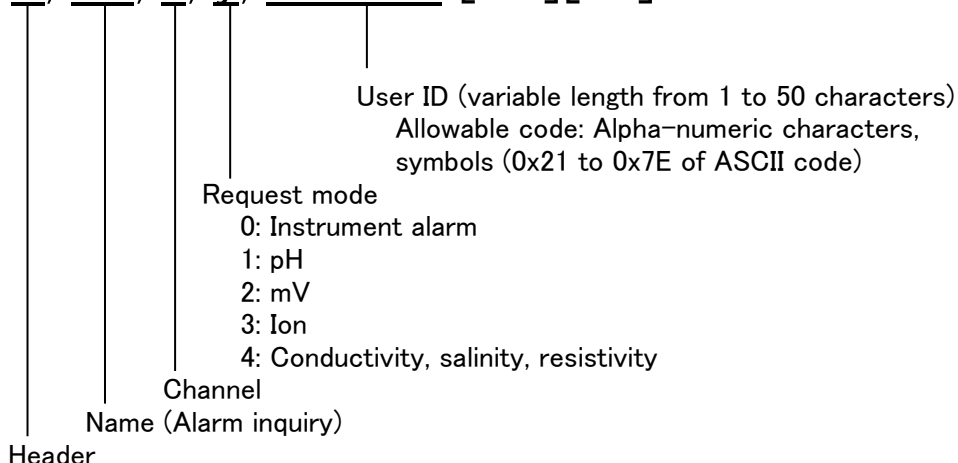 User ID (variable length from 1 to 50 characters)
Allowable code: Alpha-numeric characters,
symbols (0x21 to 0x7E of ASCII code)
Request mode
0: Instrument alarm
1: pH
2: mV
3: Ion
4: Conductivity, salinity, resistivity
Channel
Name (Alarm inquiry)
Header